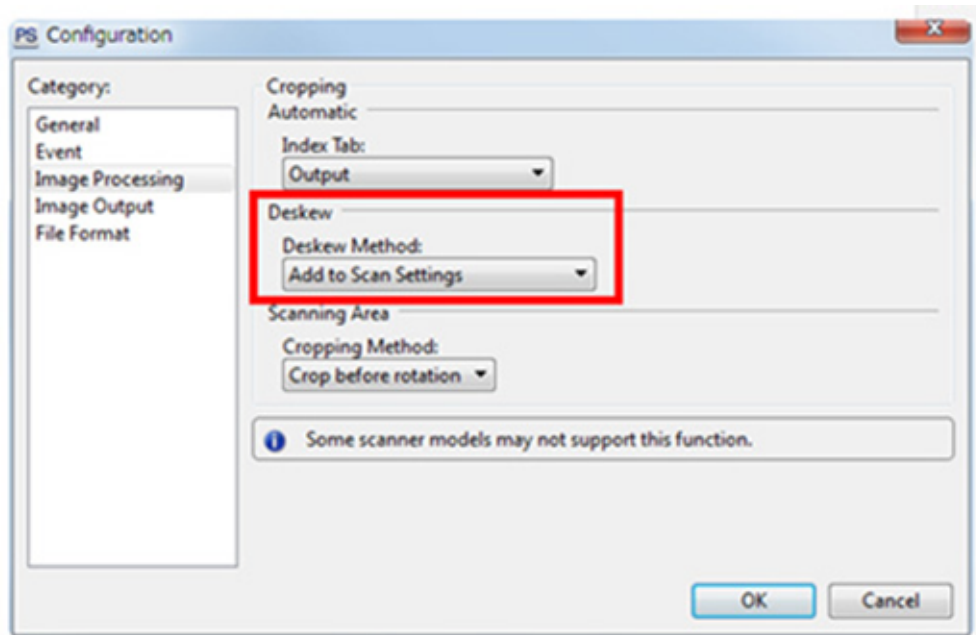 PS Configuration
Category:
General
Event
Image Processing
Image Output
File Format
Cropping
Automatic
Index Tab:
Output
Deskew
Deskew Method:
Add to Scan Settings
Scanning Area
Cropping Method:
Crop before rotation
Some scanner models may not support this function.
OK
Cancel